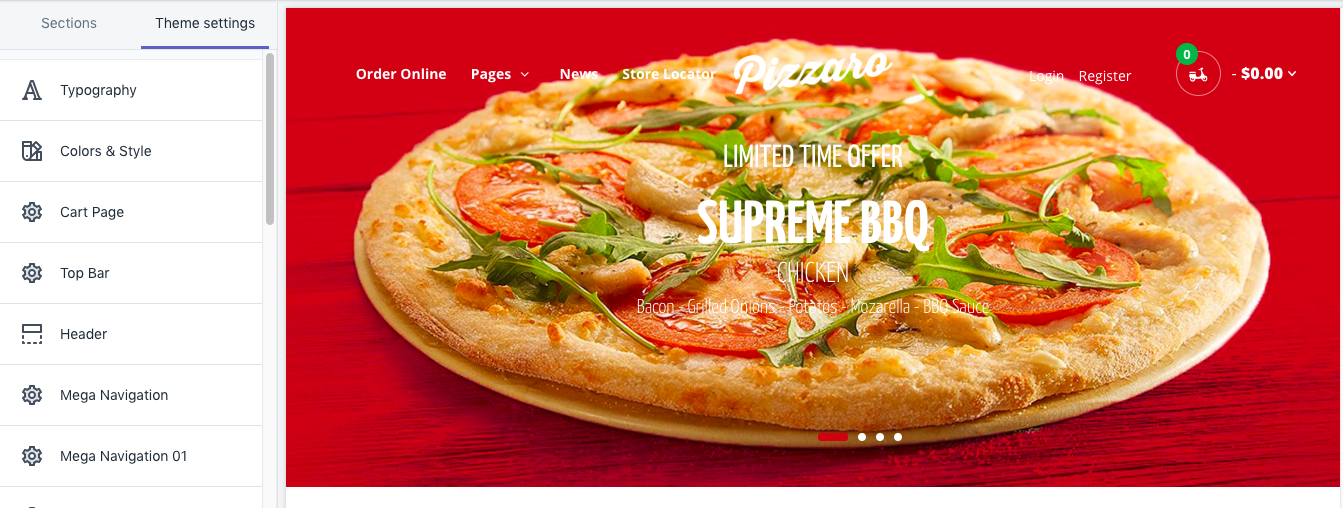 Sections Theme settings
Typography
Colors & Style
Cart Page
Top Bar
Header
Mega Navigation
Mega Navigation 01
Order Online Pages News Store Locator Pizzaro Login Register 0 - $0.00
LIMITED TIME OFFER
SUPREME BBQ
CHICKEN
Bacon - Grilled Onions - Potatos - Mozarella - BBQ Sauce